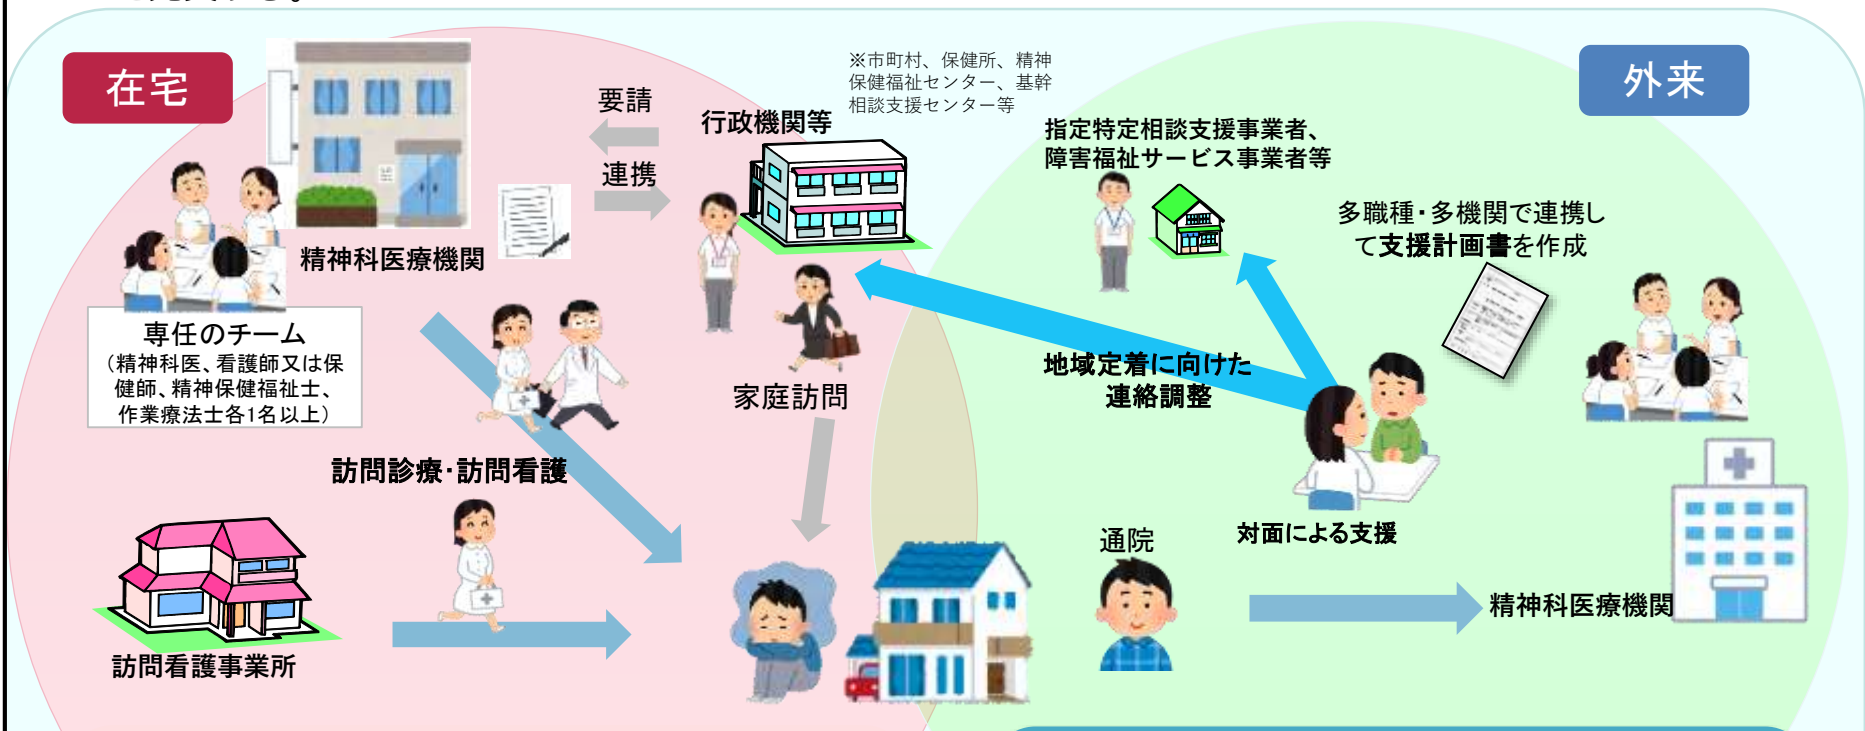 在宅
※市町村、保健所、精神
保健福祉センター、基幹
相談支援センター等
外来
要請
行政機関等
連携
指定特定相談支援事業者、
障害福祉サービス事業者等
多職種・多機関で連携し
て支援計画書を作成
精神科医療機関
専任のチーム
（精神科医、看護師又は保
健師、精神保健福祉士、
作業療法士各1名以上）
家庭訪問
地域定着に向けた
連絡調整
訪問診療・訪問看護
対面による支援
通院
精神科医療機関
訪問看護事業所